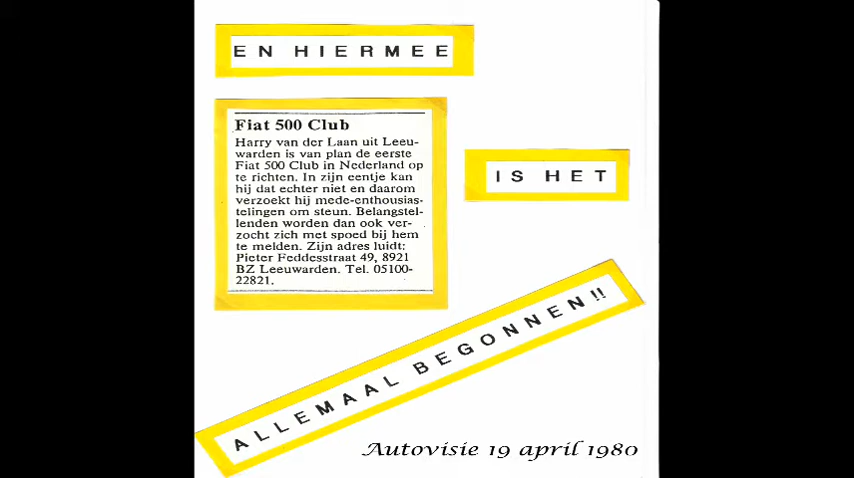 EN HIERMEE
Fiat 500 Club
Harry van der Laan uit Leeu-
warden is van plan de eerste
Fiat 500 Club in Nederland op
te richten. In zijn eentje kan
hij dat echter niet en daarom
verzoekt hij mede-enthousias-
telingen om steun. Belangstel-
lenden worden dan ook ver-
zocht zich met spoed bij hem
te melden. Zijn adres luidt:
Pieter Feddesstraat 49, 8921
BZ Leeuwarden. Tel. 05100-
22821.
IS HET
ALLEMAAL BEGONNEN!!
Autovisie 19 april 1980